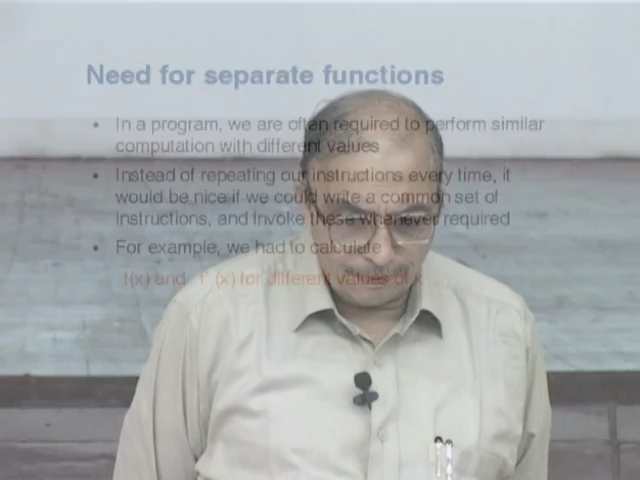 Need for separate functions
• In a program, we are often required to perform similar
computation with different values
• Instead of repeating our instructions every time, it
would be nice if we could write a common set of
instructions, and invoke these whenever required
• For example, we had to calculate
f(x) and f' (x) for different values of x